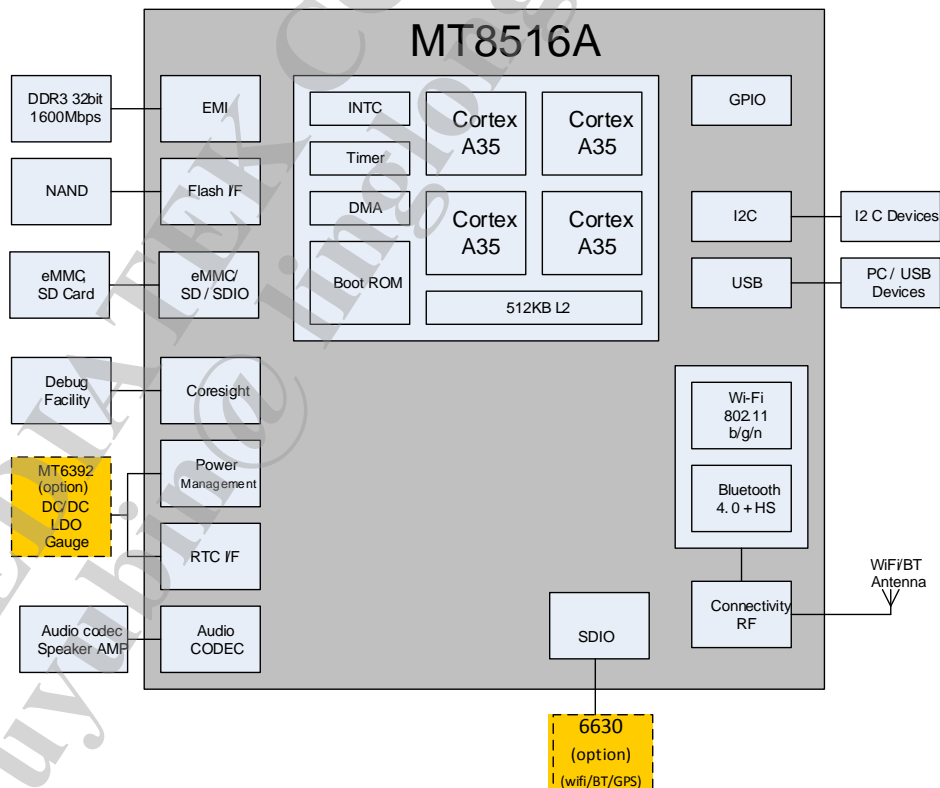 MT8516A
DDR3 32bit
1600Mbps
EMI
NAND
Flash I/F
eMMC,
SD Card
eMMC/
SD / SDIO
Debug
Facility
Coresight
MT6392
(option)
DC/DC
LDO
Gauge
Power
Management
RTC I/F
Audio codec
Speaker AMP
Audio
CODEC
INTC
Timer
DMA
Boot ROM
Cortex
A35
Cortex
A35
Cortex
A35
Cortex
A35
512KB L2
GPIO
I2C
I2 C Devices
USB
PC / USB
Devices
Wi-Fi
802.11
b/g/n
Bluetooth
4. 0 + HS
Connectivity
RF
WiFi/BT
Antenna
SDIO
6630
(option)
(wifi/BT/GPS)